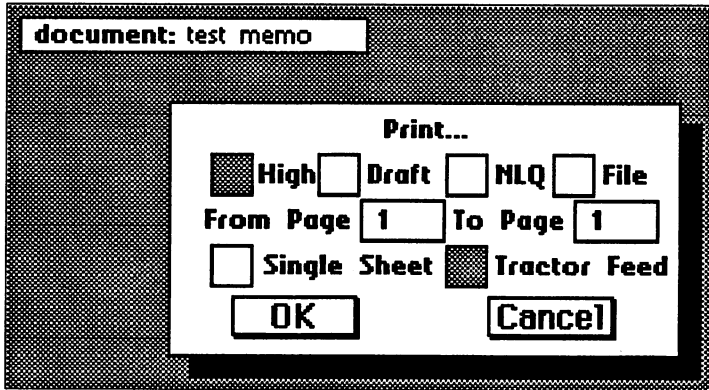 document: test memo
Print...
High Draft NLQ File
From Page 1 To Page 1
Single Sheet Tractor Feed
OK Cancel